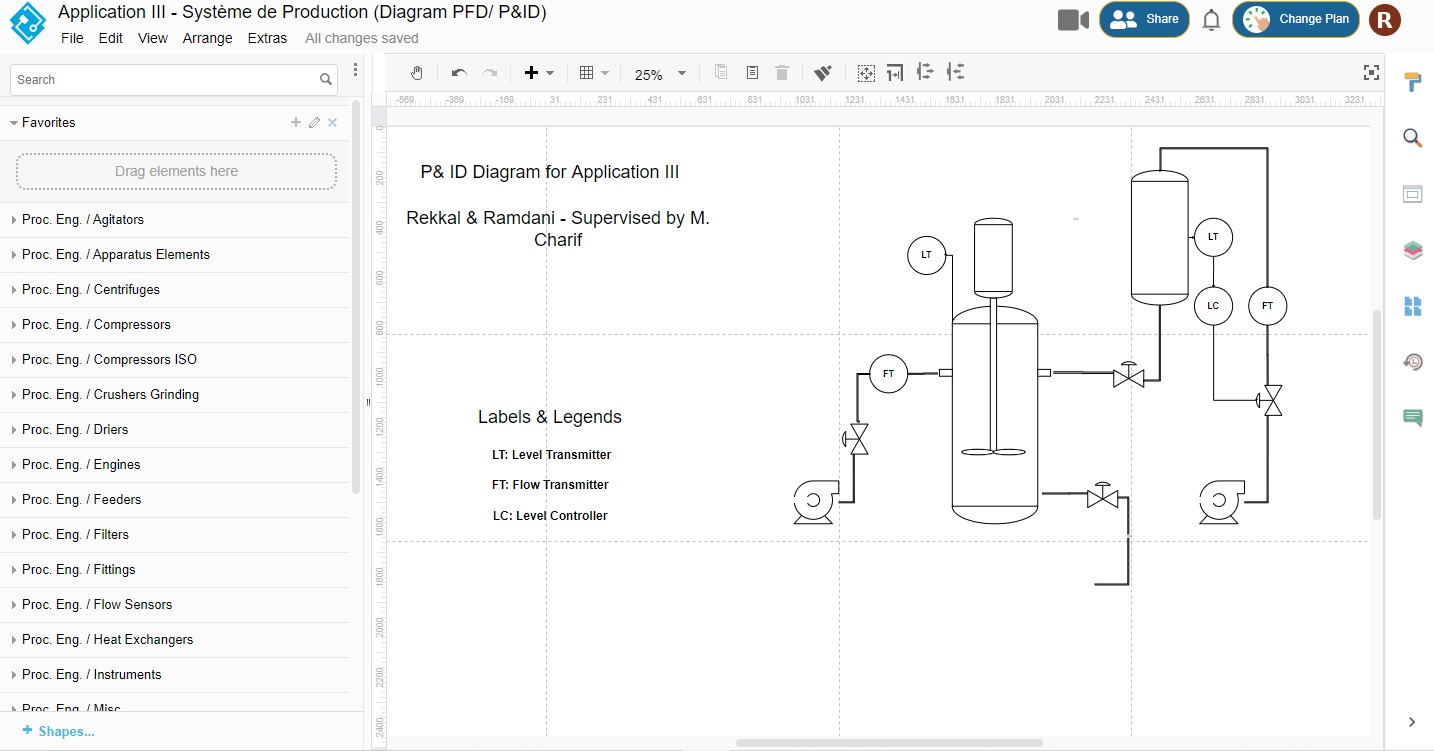 Application III - Système de Production (Diagram PFD/ P&ID)
File Edit View Arrange Extras All changes saved
Share
Change Plan
R
Search
25%
-569 -369 -169 31 231 431 631 831 1031 1231 1431 1631 1831 2031 2231 2431 2631 2831 3031 3231
Favorites
Drag elements here
Proc. Eng. / Agitators
Proc. Eng. / Apparatus Elements
Proc. Eng. / Centrifuges
Proc. Eng. / Compressors
Proc. Eng. / Compressors ISO
Proc. Eng. / Crushers Grinding
Proc. Eng. / Driers
Proc. Eng. / Engines
Proc. Eng. / Feeders
Proc. Eng. / Filters
Proc. Eng. / Fittings
Proc. Eng. / Flow Sensors
Proc. Eng. / Heat Exchangers
Proc. Eng. / Instruments
Proc. Eng. / Misc
Shapes...
0
200
400
600
800
1000
1200
1400
1600
1800
2000
2200
2400
P& ID Diagram for Application III
Rekkal & Ramdani - Supervised by M.
Charif
LT
LT
LC
FT
FT
Labels & Legends
LT: Level Transmitter
FT: Flow Transmitter
LC: Level Controller